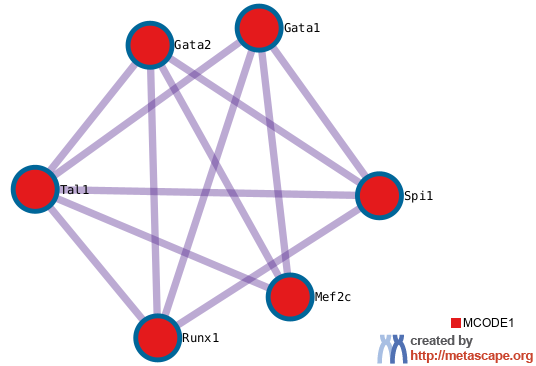 Gata1
Gata2
Tal1
Spi1
Mef2c
Runx1
MCODE1
created by
http://metascape.org